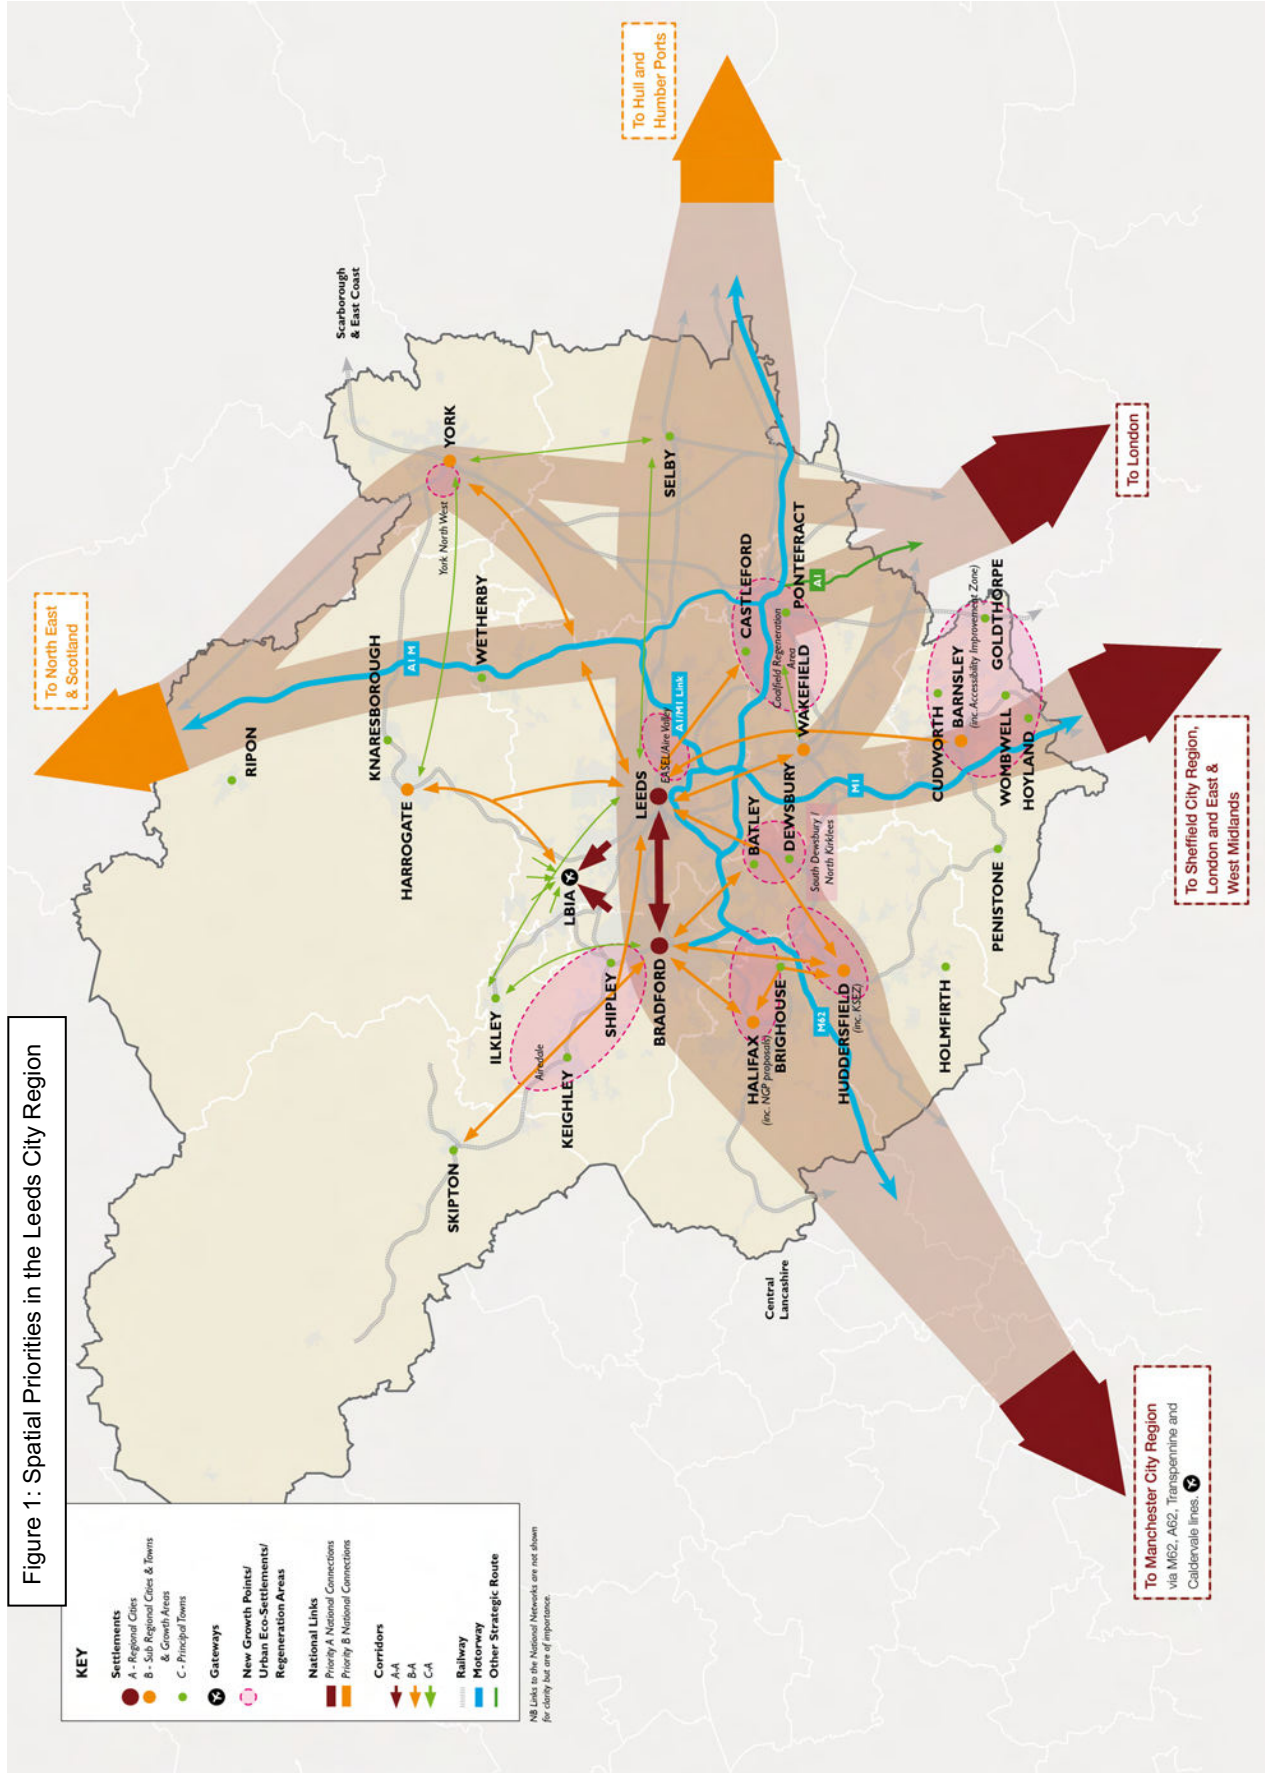 Figure 1: Spatial Priorities in the Leeds City Region
KEY
Settlements
A - Regional Cities
B - Sub Regional Cities & Towns
& Growth Areas
C - Principal Towns
Gateways
New Growth Points/
Urban Eco-Settlements/
Regeneration Areas
National Links
Priority A National Connections
Priority B National Connections
Corridors
A-A
B-A
C-A
Railway
Motorway
Other Strategic Route
NB Links to the National Networks are not shown
for clarity but are of importance.
To North East
& Scotland
To Hull and
Humber Ports
Scarborough
& East Coast
RIPON
KNARESBOROUGH
A1 M
HARROGATE
WETHERBY
YORK
York North West
SKIPTON
ILKLEY
LBIA
Airedale
KEIGHLEY
SHIPLEY
BRADFORD
LEEDS
EASEL/Aire Valley
A1/M1 Link
SELBY
CASTLEFORD
Coalfield Regeneration
Area
PONTEFRACT
A1
WAKEFIELD
BATLEY
DEWSBURY
South Dewsbury /
North Kirklees
HALIFAX
(inc. NGP proposals)
BRIGHOUSE
M62
HUDDERSFIELD
(inc. KSEZ)
M1
CUDWORTH
BARNSLEY
(inc. Accessibility Improvement Zone)
GOLDTHORPE
WOMBWELL
HOYLAND
PENISTONE
HOLMFIRTH
Central
Lancashire
To London
To Sheffield City Region,
London and East &
West Midlands
To Manchester City Region
via M62, A62, Transpennine and
Caldervale lines.